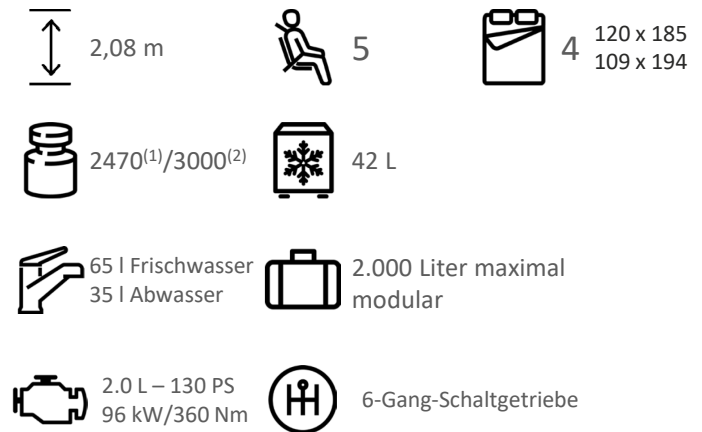 2,08 m
5
4
120 x 185
109 x 194
2470⁽¹⁾/3000⁽²⁾
42 L
65 l Frischwasser
35 l Abwasser
2.000 Liter maximal
modular
2.0 L – 130 PS
96 kW/360 Nm
6-Gang-Schaltgetriebe